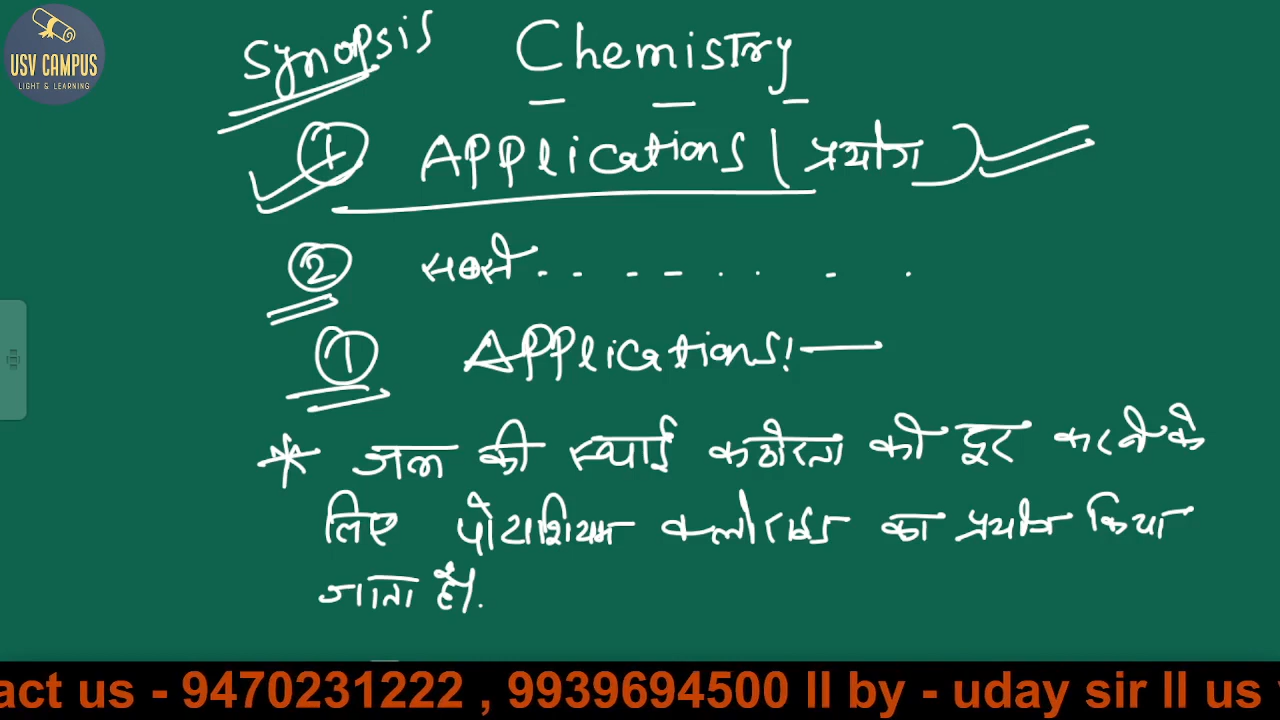 USV CAMPUS
LIGHT & LEARNING
Synopsis Chemistry
① Applications (प्रयोग)
② सबसे . . - - . . - .
① Applications:—
* जल की स्थाई कठोरता को दूर करने के
लिए पोटाशियम क्लोराईड का प्रयोग किया
जाता है।.
act us - 9470231222 , 9939694500 ll by - uday sir ll us